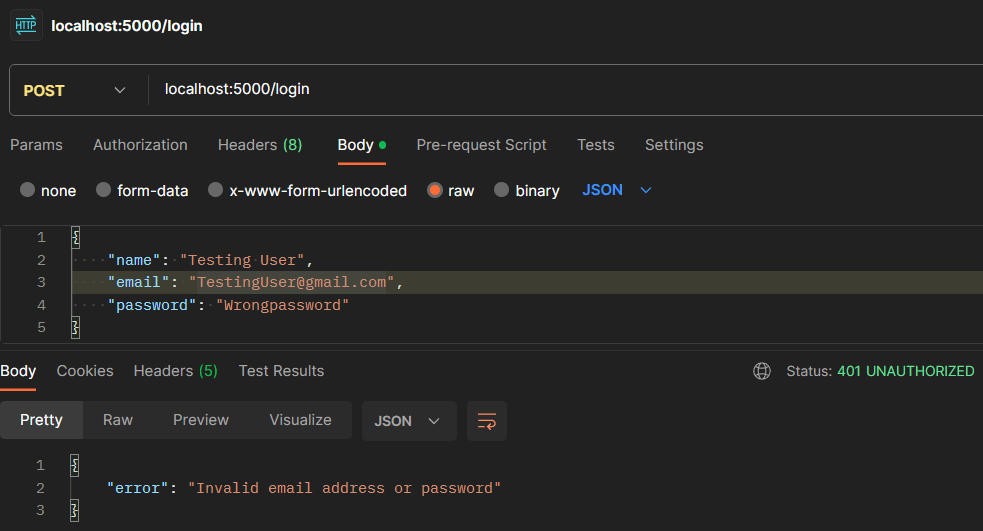 HTTP localhost:5000/login
POST localhost:5000/login
Params Authorization Headers (8) Body Pre-request Script Tests Settings
none form-data x-www-form-urlencoded raw binary JSON
1 {
2 "name": "Testing User",
3 "email": "TestingUser@gmail.com",
4 "password": "Wrongpassword"
5 }
Body Cookies Headers (5) Test Results Status: 401 UNAUTHORIZED
Pretty Raw Preview Visualize JSON
1 {
2 "error": "Invalid email address or password"
3 }